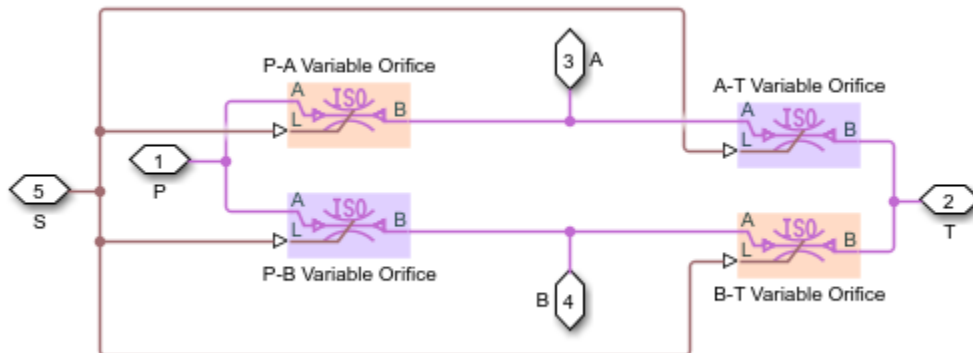 P-A Variable Orifice
A
ISO
B
L
3
A
A-T Variable Orifice
A
ISO
B
L
1
P
5
S
2
T
A
ISO
B
L
P-B Variable Orifice
A
ISO
B
L
B-T Variable Orifice
B
4